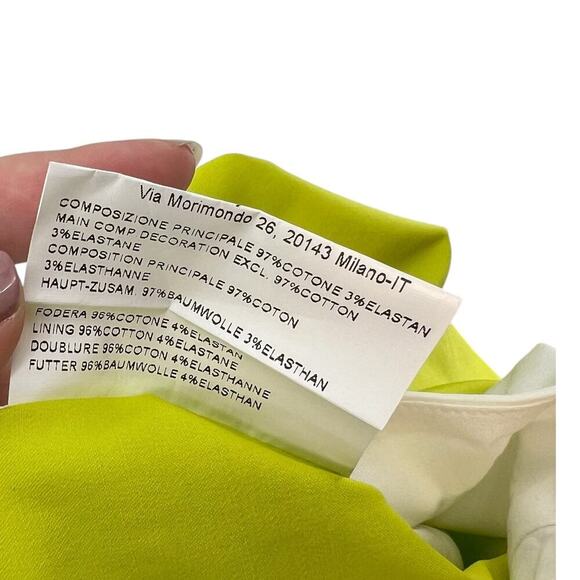 Via Morimondo 26, 20143 Milano-IT
COMPOSIZIONE PRINCIPALE 97%COTONE 3%ELASTAN
MAIN COMP DECORATION EXCL. 97%COTTON
3%ELASTANE
COMPOSITION PRINCIPALE 97%COTON
3%ELASTHANNE
HAUPT-ZUSAM. 97%BAUMWOLLE 3%ELASTHAN
FODERA 96%COTONE 4%ELASTAN
LINING 96%COTTON 4%ELASTANE
DOUBLURE 96%COTON 4%ELASTHANNE
FUTTER 96%BAUMWOLLE 4%ELASTHAN